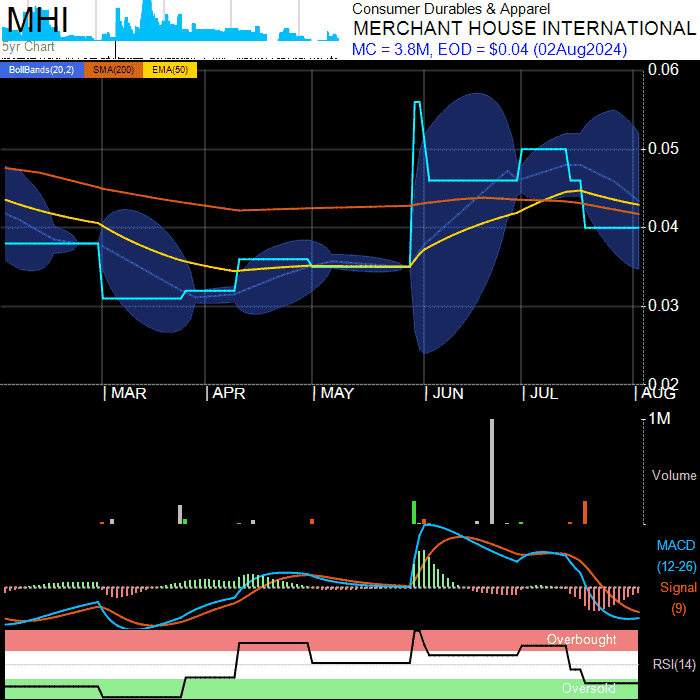 MHI
5yr Chart
Consumer Durables & Apparel
MERCHANT HOUSE INTERNATIONAL
MC = 3.8M, EOD = $0.04 (02Aug2024)
BollBands(20,2) SMA(200) EMA(50)
0.06
0.05
0.04
0.03
0.02
MAR APR MAY JUN JUL AUG
1M
Volume
MACD
(12-26)
Signal
(9)
Overbought
RSI(14)
Oversold